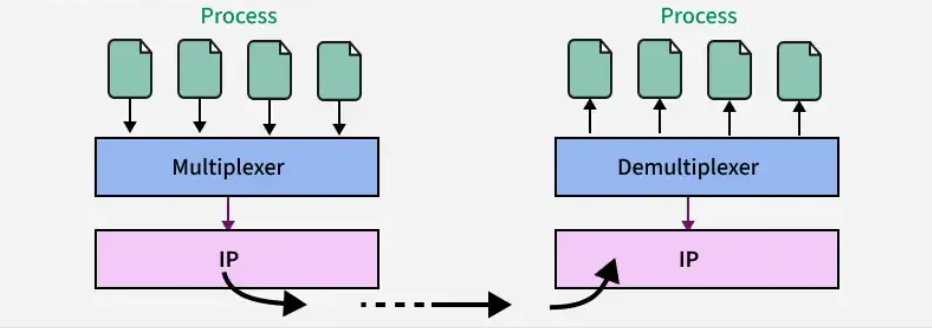 Process
Process
Multiplexer
Demultiplexer
IP
IP